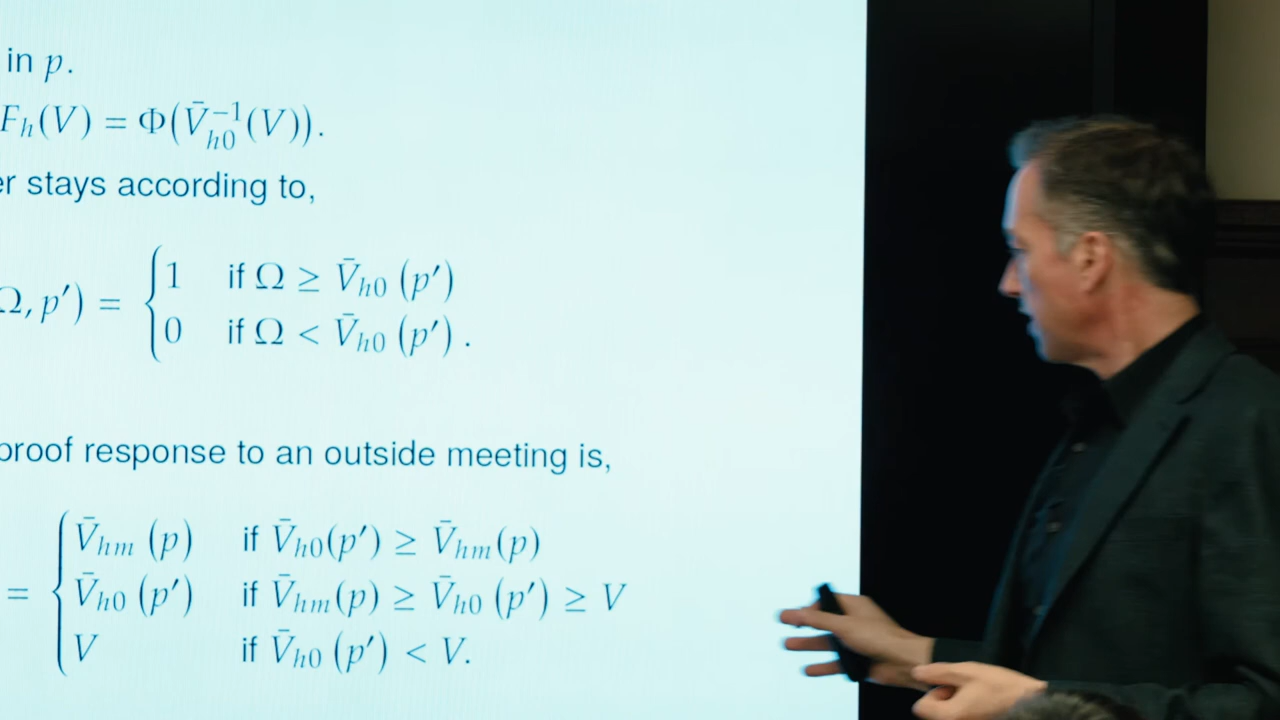 in p.
F_h(V) = Φ(V̄_{h0}^{-1}(V)).
er stays according to,
Ω, p′) = { 1 if Ω ≥ V̄_{h0} (p′)
0 if Ω < V̄_{h0} (p′) .
proof response to an outside meeting is,
{ V̄_{hm} (p) if V̄_{h0}(p′) ≥ V̄_{hm}(p)
= V̄_{h0} (p′) if V̄_{hm}(p) ≥ V̄_{h0} (p′) ≥ V
V if V̄_{h0} (p′) < V.